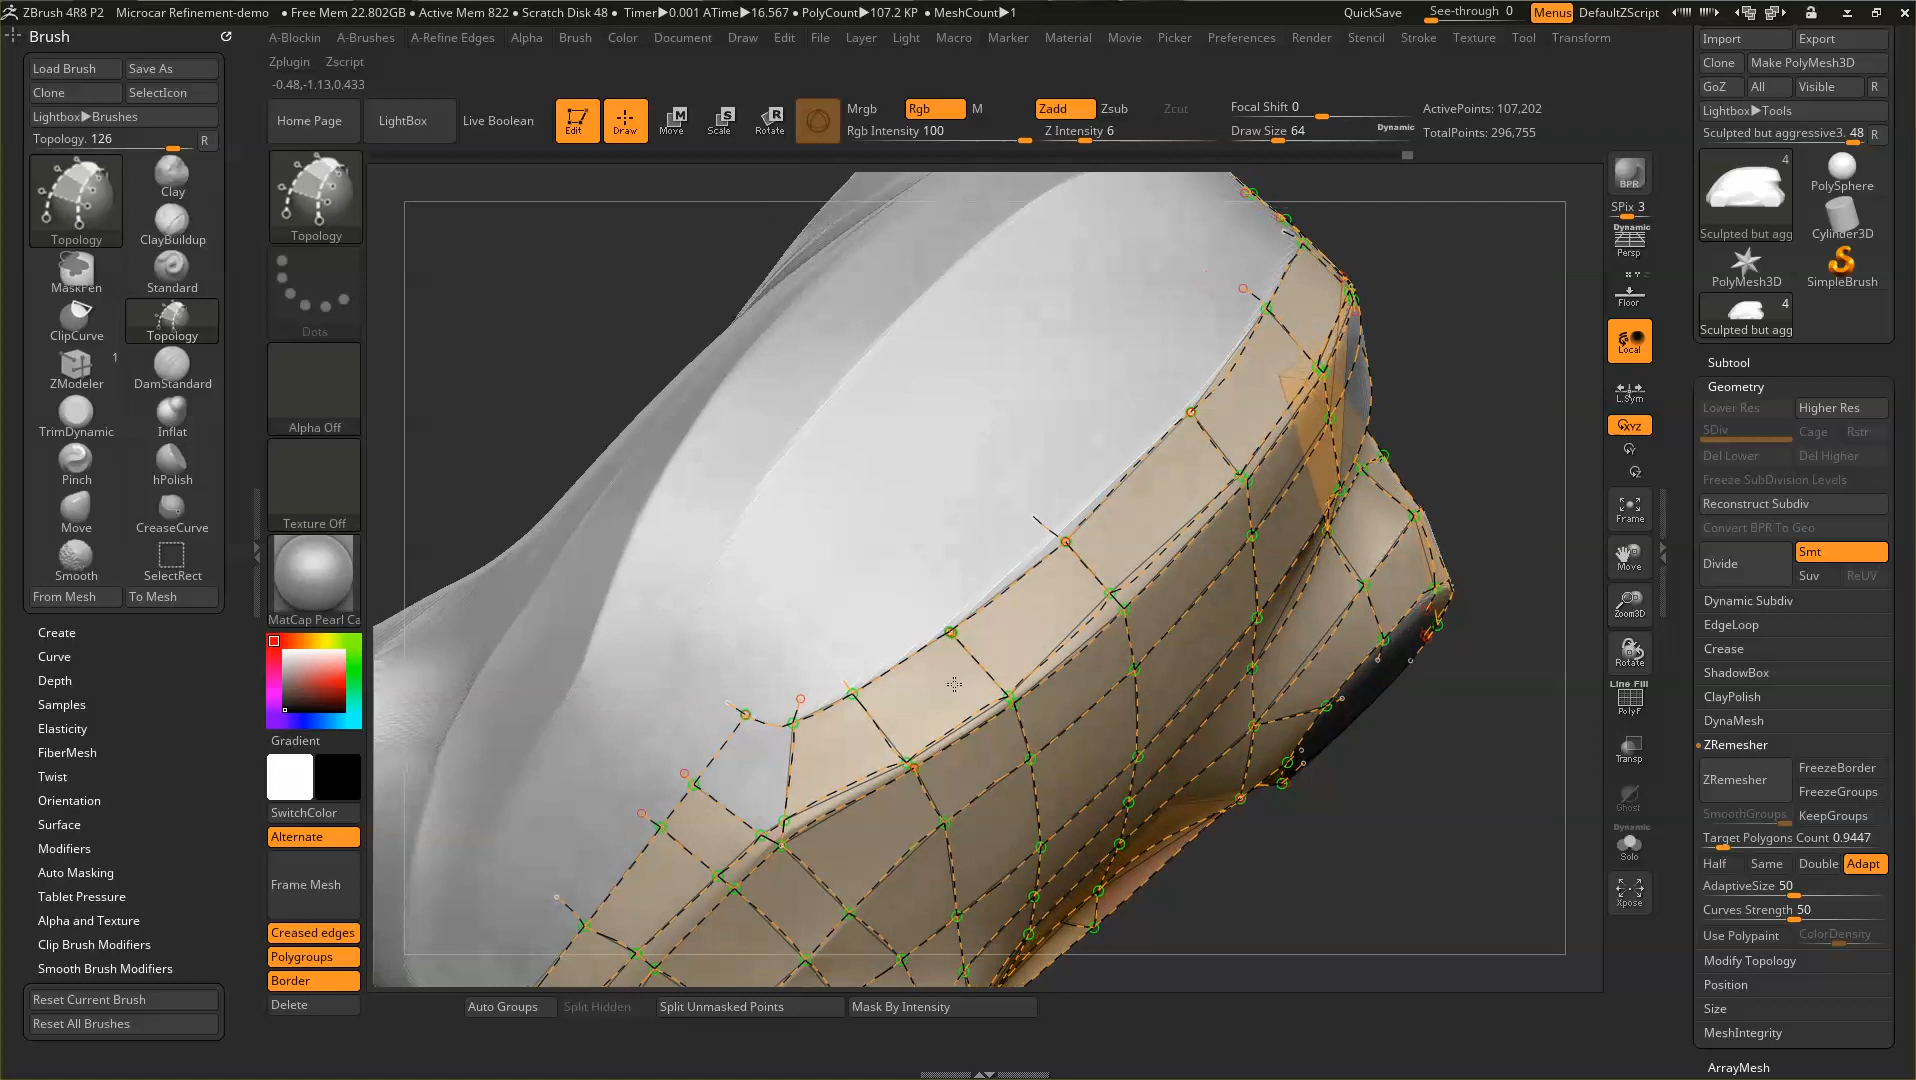 ZBrush 4R8 P2 Microcar Refinement-demo ● Free Mem 22.802GB ● Active Mem 822 ● Scratch Disk 48 ● Timer▶0.001 ATime▶16.567 ● PolyCount▶107.2 KP ● MeshCount▶1 QuickSave See-through 0 Menus DefaultZScript
Brush
A-Blockin A-Brushes A-Refine Edges Alpha Brush Color Document Draw Edit File Layer Light Macro Marker Material Movie Picker Preferences Render Stencil Stroke Texture Tool Transform
Zplugin Zscript
-0.48,-1.13,0.433
Load Brush Save As
Clone SelectIcon
Lightbox▶Brushes
Topology. 126 R
Topology
Clay
ClayBuildup
MaskPen Standard
ClipCurve Topology
ZModeler 1 DamStandard
TrimDynamic Inflat
Pinch hPolish
Move CreaseCurve
Smooth SelectRect
From Mesh To Mesh
Create
Curve
Depth
Samples
Elasticity
FiberMesh
Twist
Orientation
Surface
Modifiers
Auto Masking
Tablet Pressure
Alpha and Texture
Clip Brush Modifiers
Smooth Brush Modifiers
Reset Current Brush
Reset All Brushes
Home Page LightBox Live Boolean
Edit Draw Move Scale Rotate
Mrgb Rgb M
Rgb Intensity 100
Zadd Zsub Zcut
Z Intensity 6
Focal Shift 0
Draw Size 64 Dynamic
ActivePoints: 107,202
TotalPoints: 296,755
Topology
Dots
Alpha Off
Texture Off
MatCap Pearl Ca
Gradient
SwitchColor
Alternate
Frame Mesh
Creased edges
Polygroups
Border
Delete
Auto Groups Split Hidden Split Unmasked Points Mask By Intensity
BPR
SPix 3
Dynamic
Persp
Floor
Local
L.Sym
XYZ
Frame
Move
Zoom3D
Rotate
Line Fill
PolyF
Transp
Ghost
Dynamic
Solo
Xpose
Import Export
Clone Make PolyMesh3D
GoZ All Visible R
Lightbox▶Tools
Sculpted but aggressive3. 48 R
4
Sculpted but agg
PolySphere
Cylinder3D
PolyMesh3D SimpleBrush
4
Sculpted but agg
Subtool
Geometry
Lower Res Higher Res
SDiv Cage Rstr
Del Lower Del Higher
Freeze SubDivision Levels
Reconstruct Subdiv
Convert BPR To Geo
Divide Smt
Suv ReUV
Dynamic Subdiv
EdgeLoop
Crease
ShadowBox
ClayPolish
DynaMesh
ZRemesher
ZRemesher FreezeBorder
FreezeGroups
SmoothGroups KeepGroups
Target Polygons Count 0.9447
Half Same Double Adapt
AdaptiveSize 50
Curves Strength 50
Use Polypaint ColorDensity
Modify Topology
Position
Size
MeshIntegrity
ArrayMesh